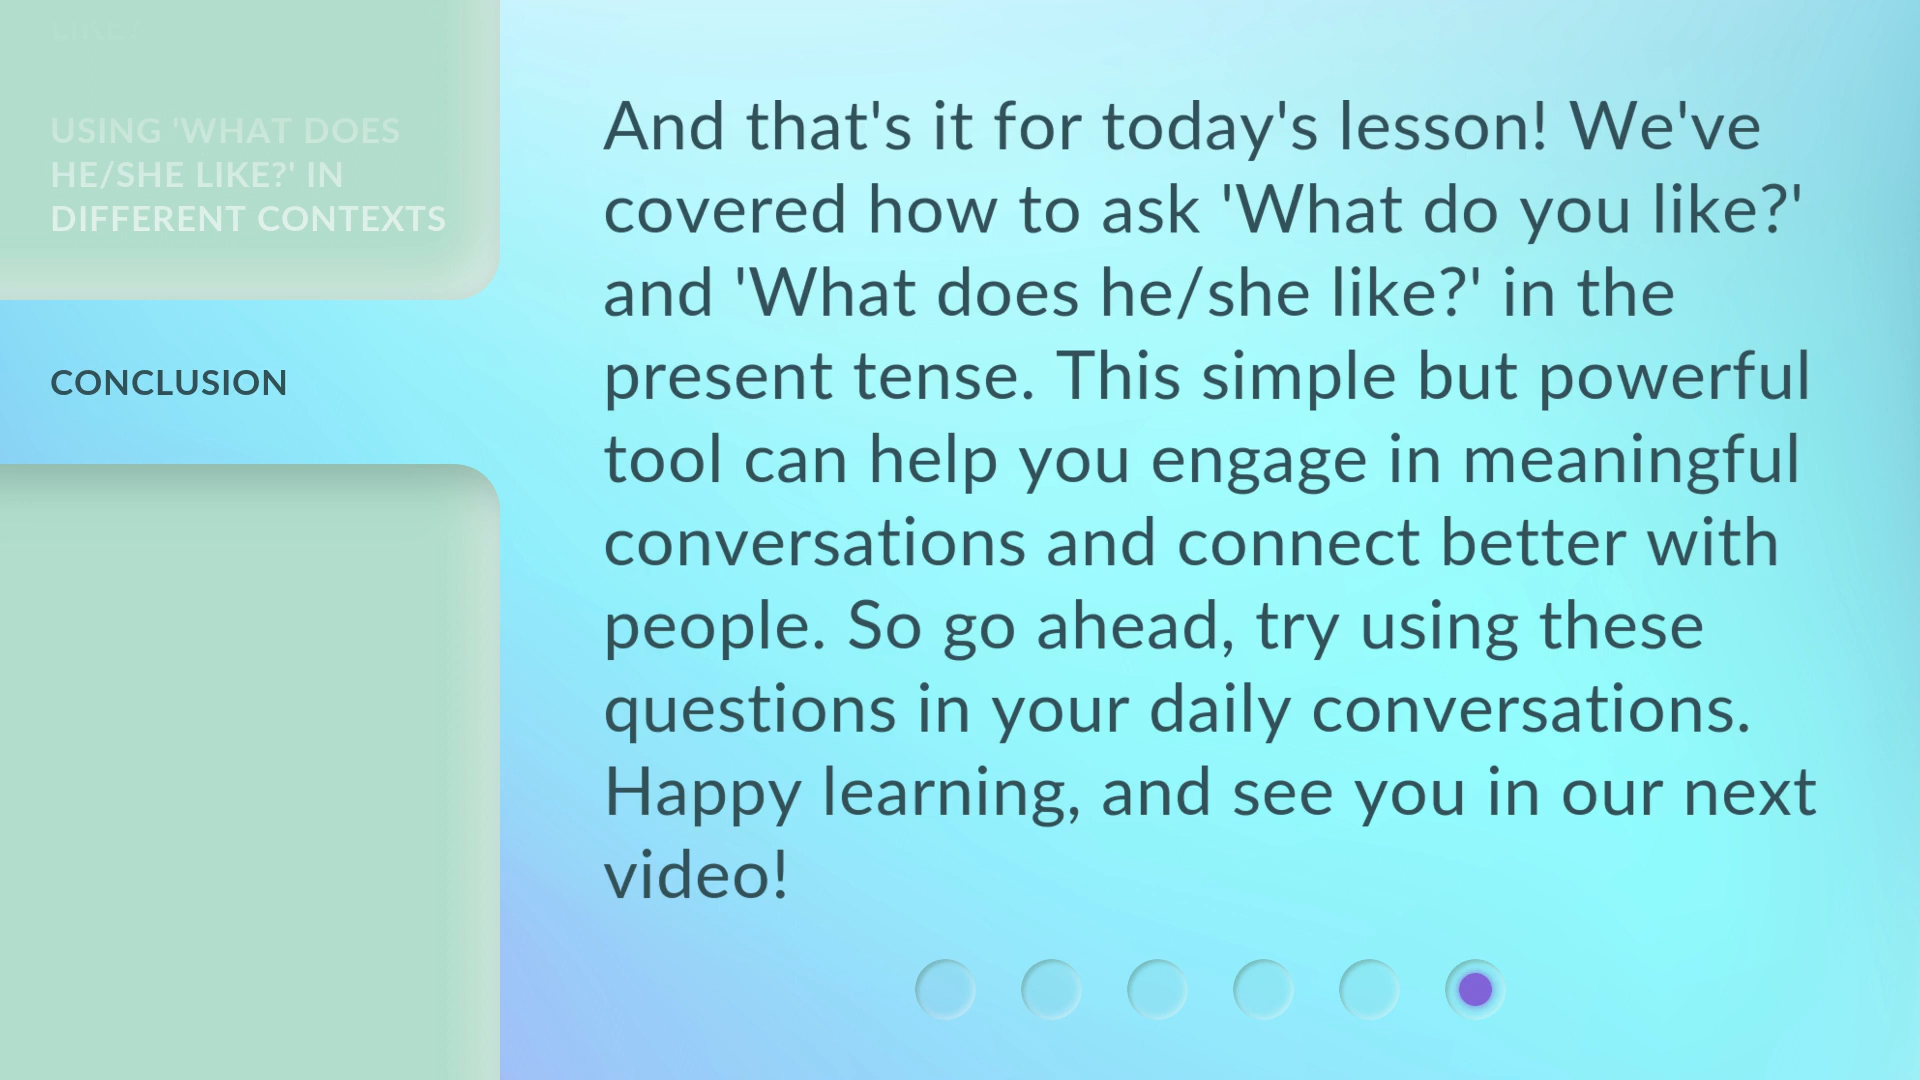 LIKE?
USING 'WHAT DOES
HE/SHE LIKE?' IN
DIFFERENT CONTEXTS
CONCLUSION
And that's it for today's lesson! We've
covered how to ask 'What do you like?'
and 'What does he/she like?' in the
present tense. This simple but powerful
tool can help you engage in meaningful
conversations and connect better with
people. So go ahead, try using these
questions in your daily conversations.
Happy learning, and see you in our next
video!